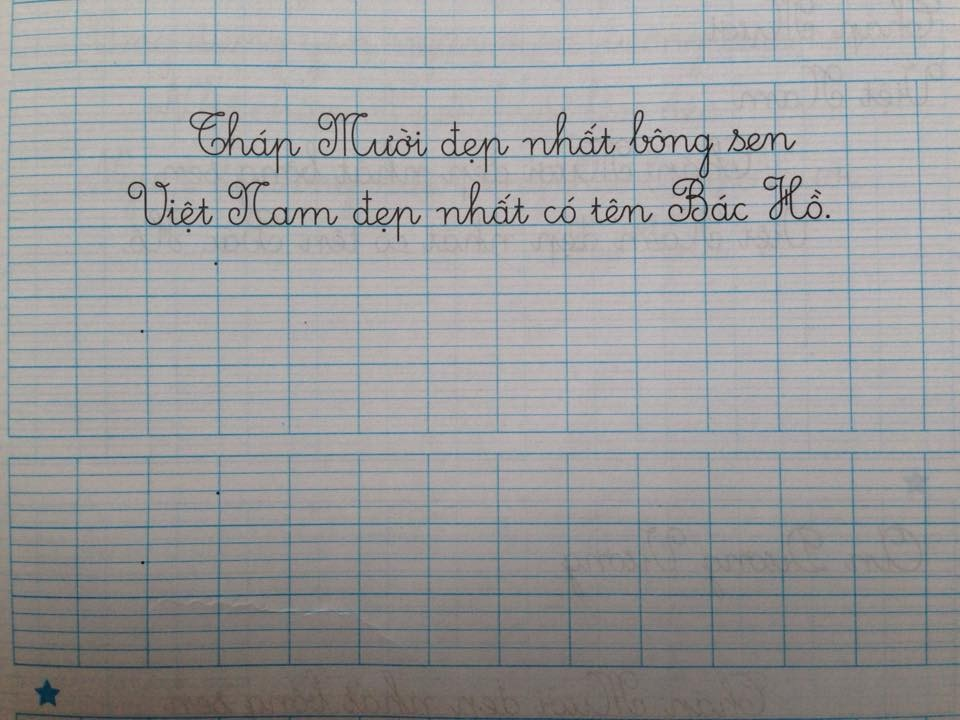 Tháp Mười đẹp nhất bông sen
Việt Nam đẹp nhất có tên Bác Hồ.